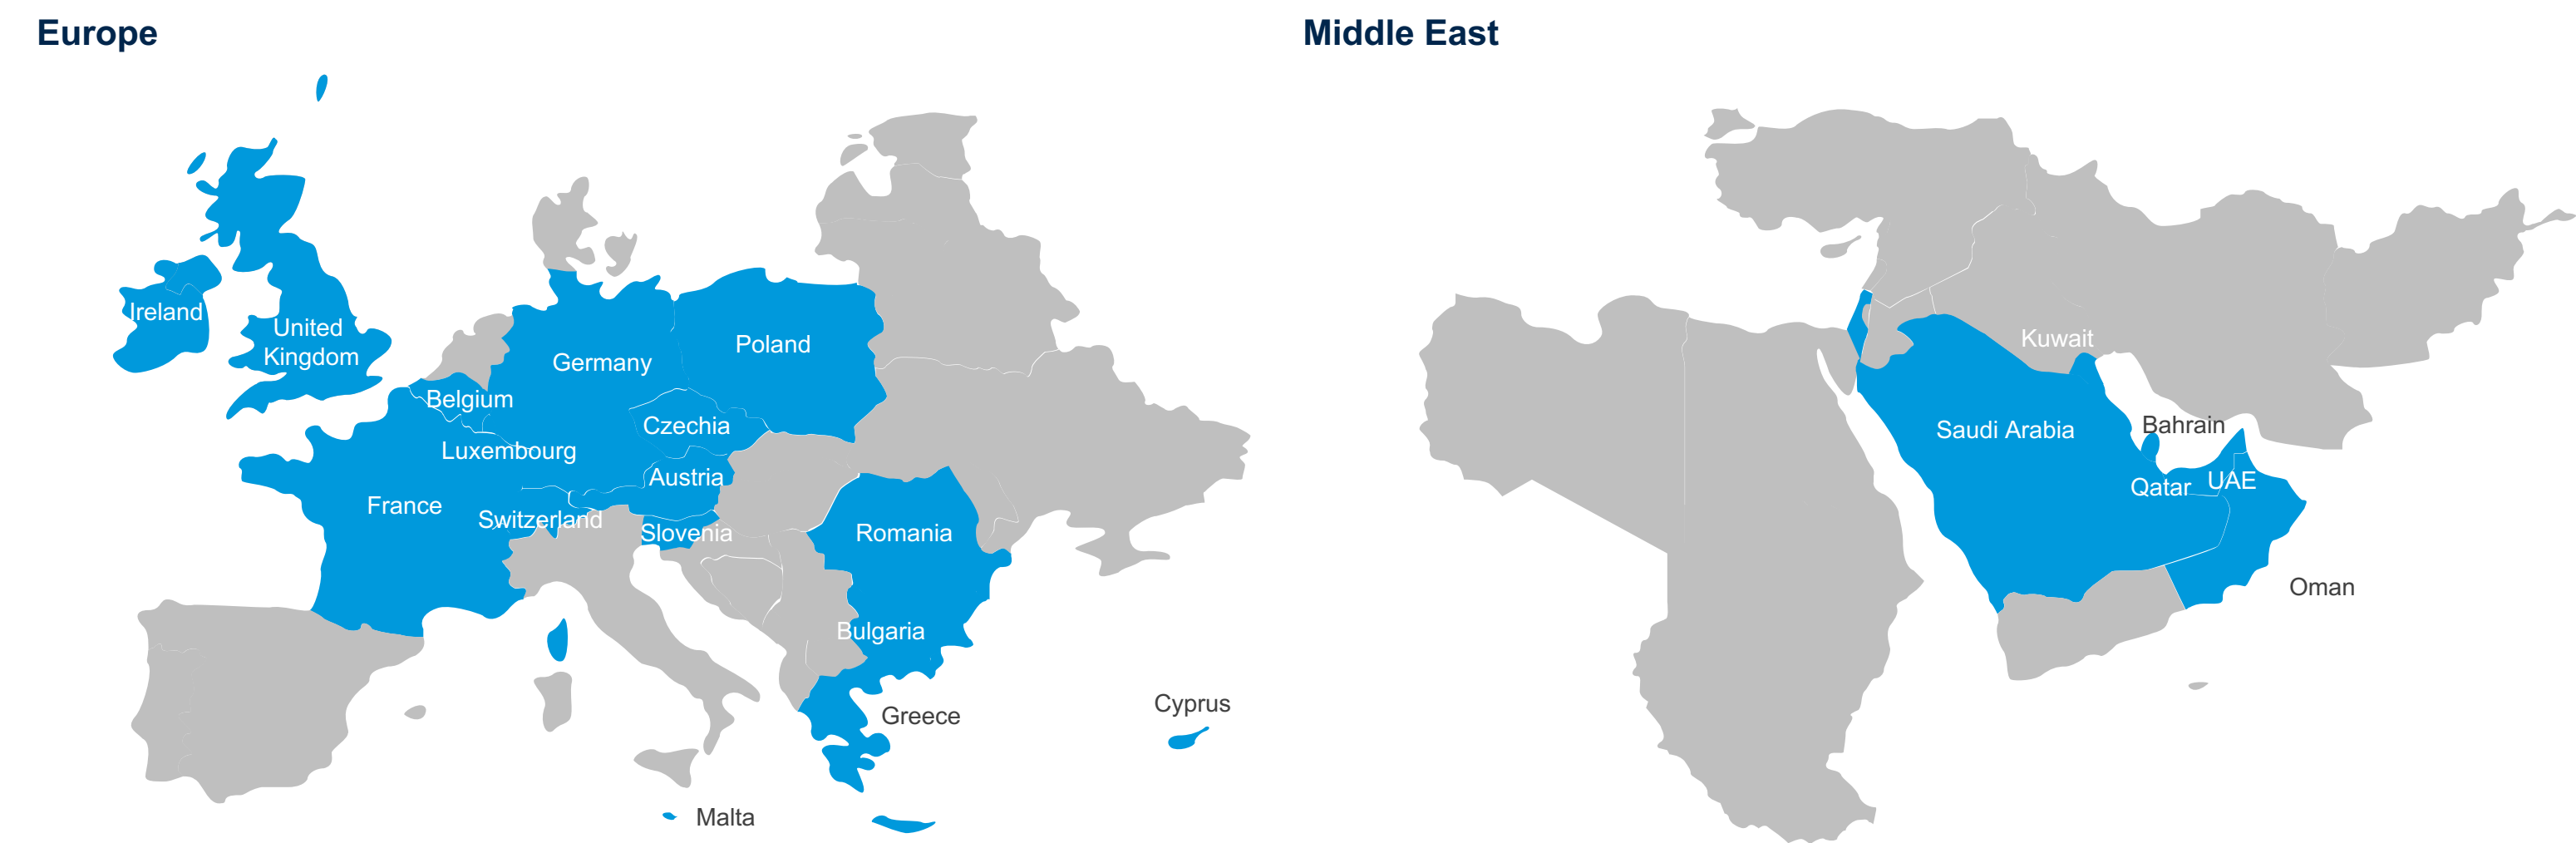 Europe
Middle East
Ireland
United
Kingdom
Germany
Poland
Belgium
Czechia
Luxembourg
Austria
France
Switzerland
Slovenia
Romania
Bulgaria
Greece
Cyprus
Malta
Kuwait
Saudi Arabia
Bahrain
Qatar
UAE
Oman